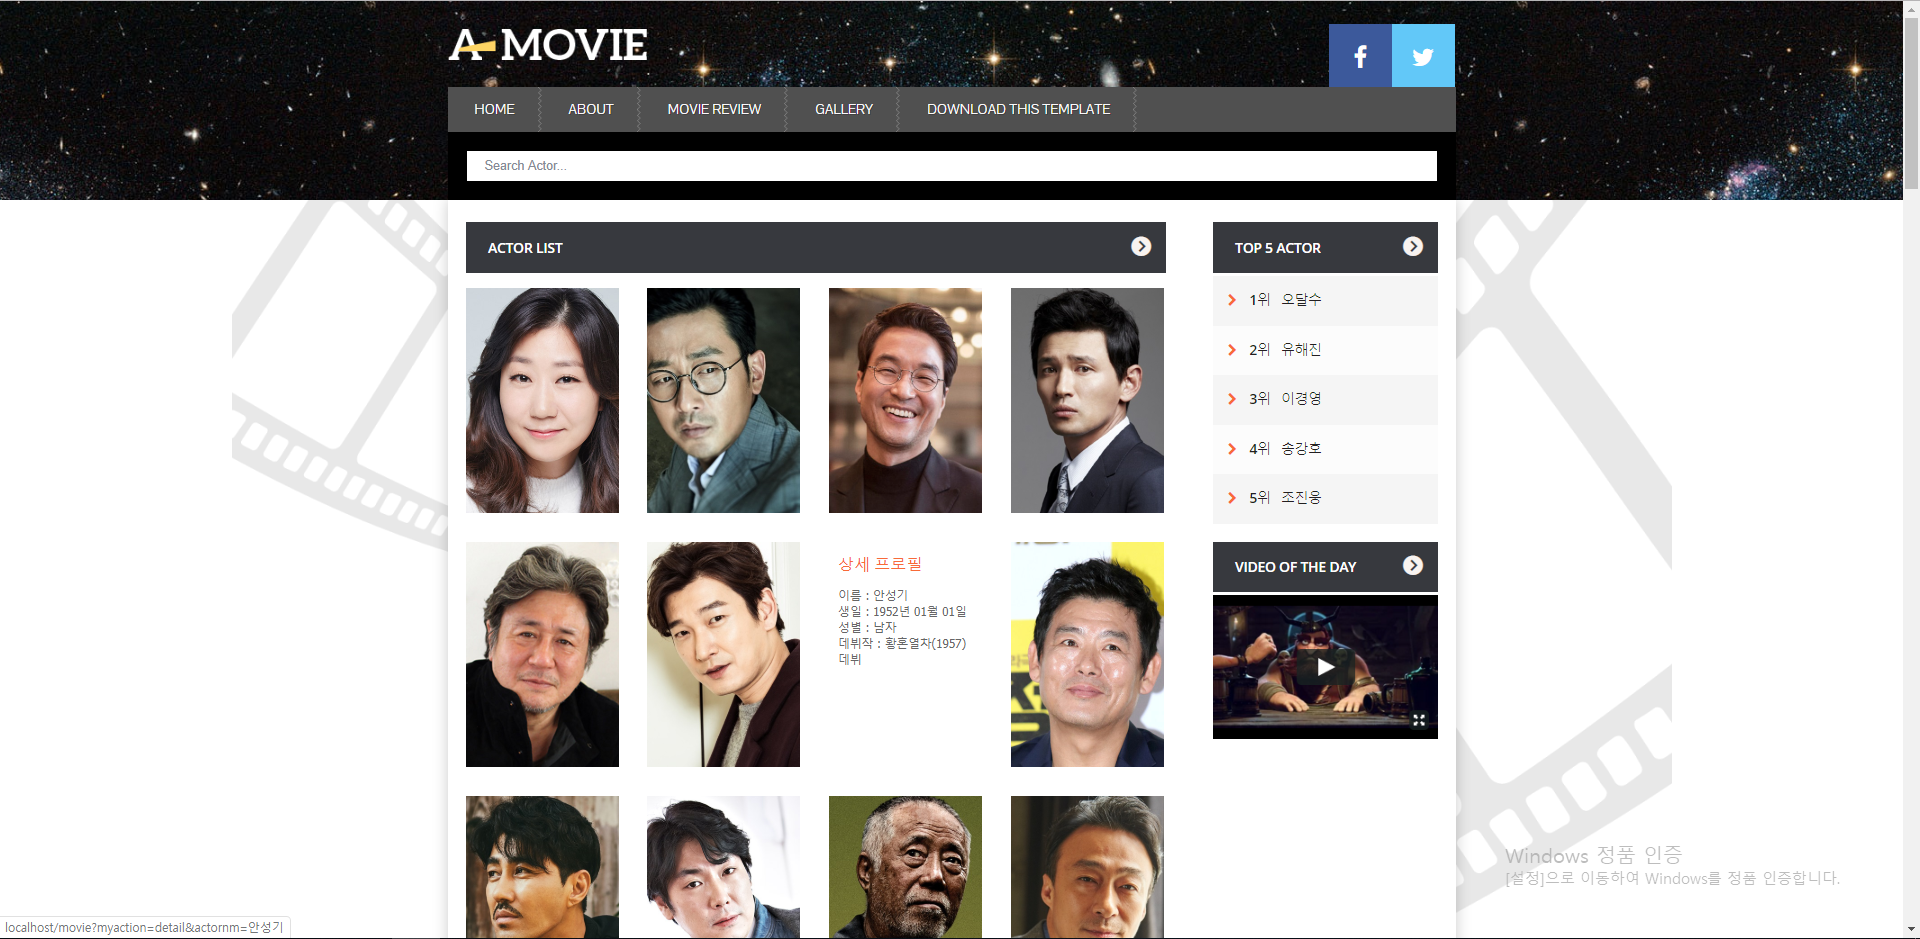 A-MOVIE
HOME
ABOUT
MOVIE REVIEW
GALLERY
DOWNLOAD THIS TEMPLATE
Search Actor...
ACTOR LIST
TOP 5 ACTOR
1위 오달수
2위 유해진
3위 이경영
4위 송강호
5위 조진웅
상세 프로필
이름 : 안성기
생일 : 1952년 01월 01일
성별 : 남자
데뷔작 : 황혼열차(1957)
데뷔
VIDEO OF THE DAY
Windows 정품 인증
[설정]으로 이동하여 Windows를 정품 인증합니다.
localhost/movie?myaction=detail&actornm=안성기